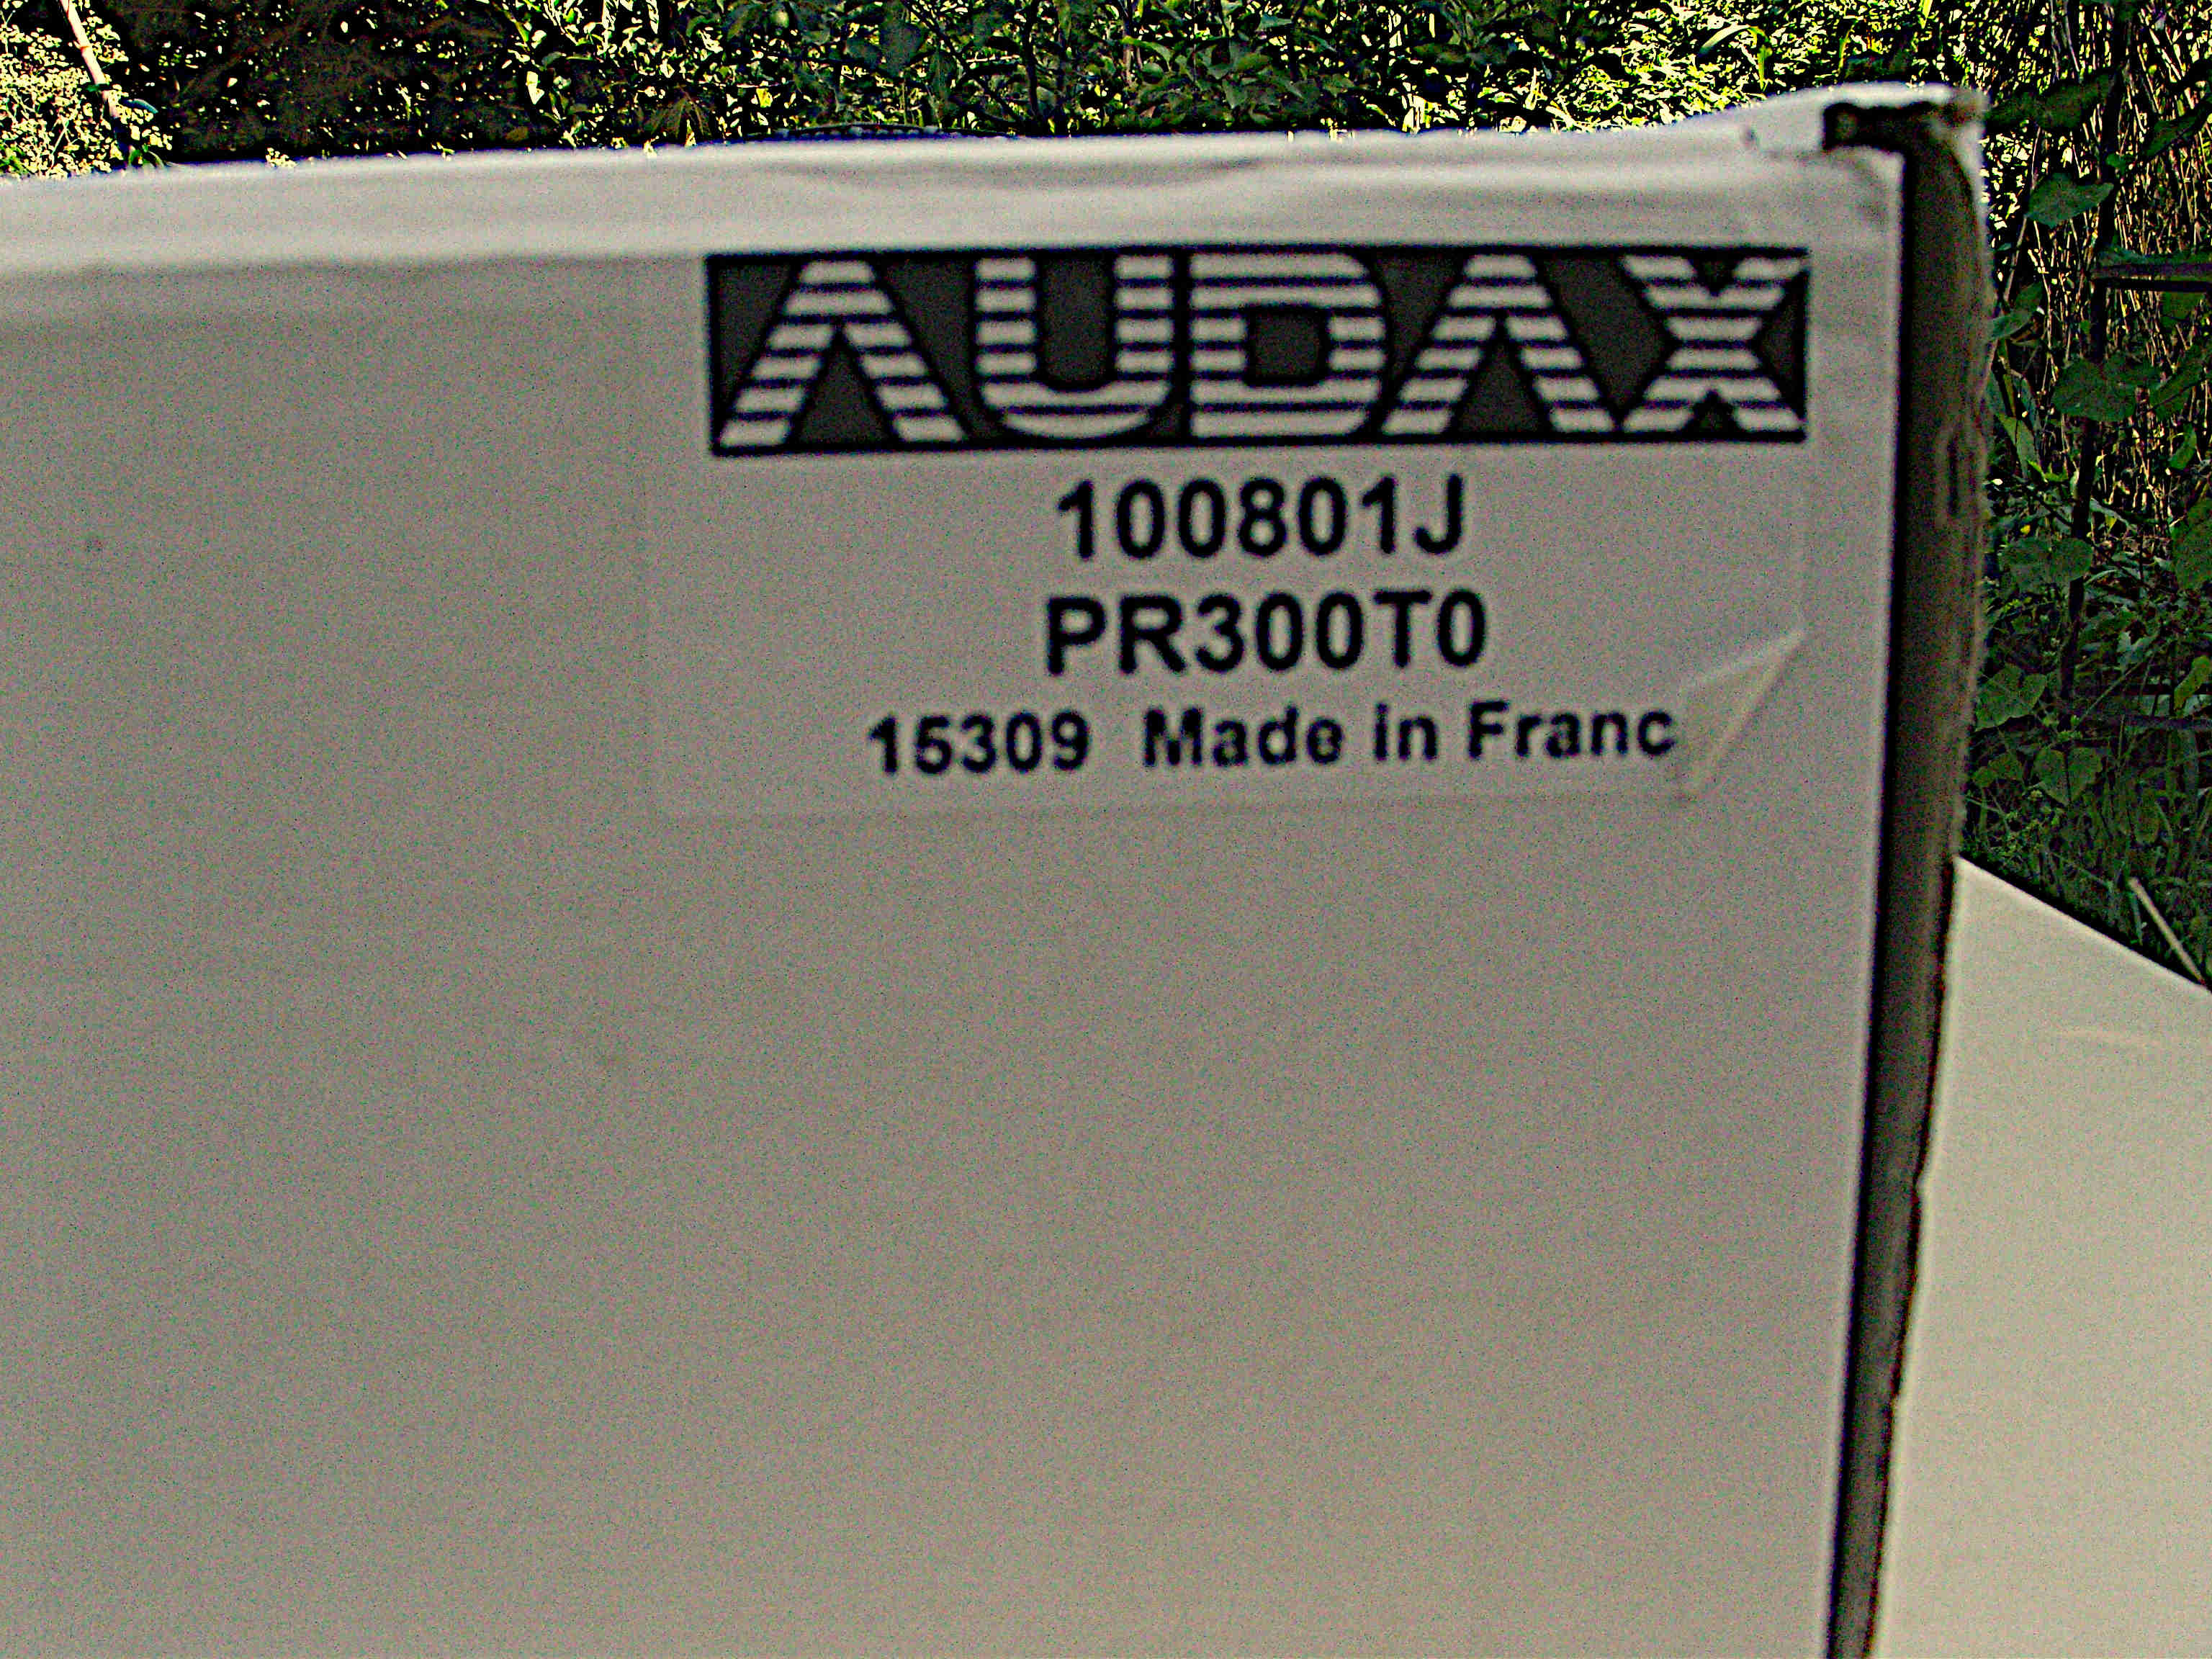 AUDAX
100801J
PR300T0
15309 Made in Franc